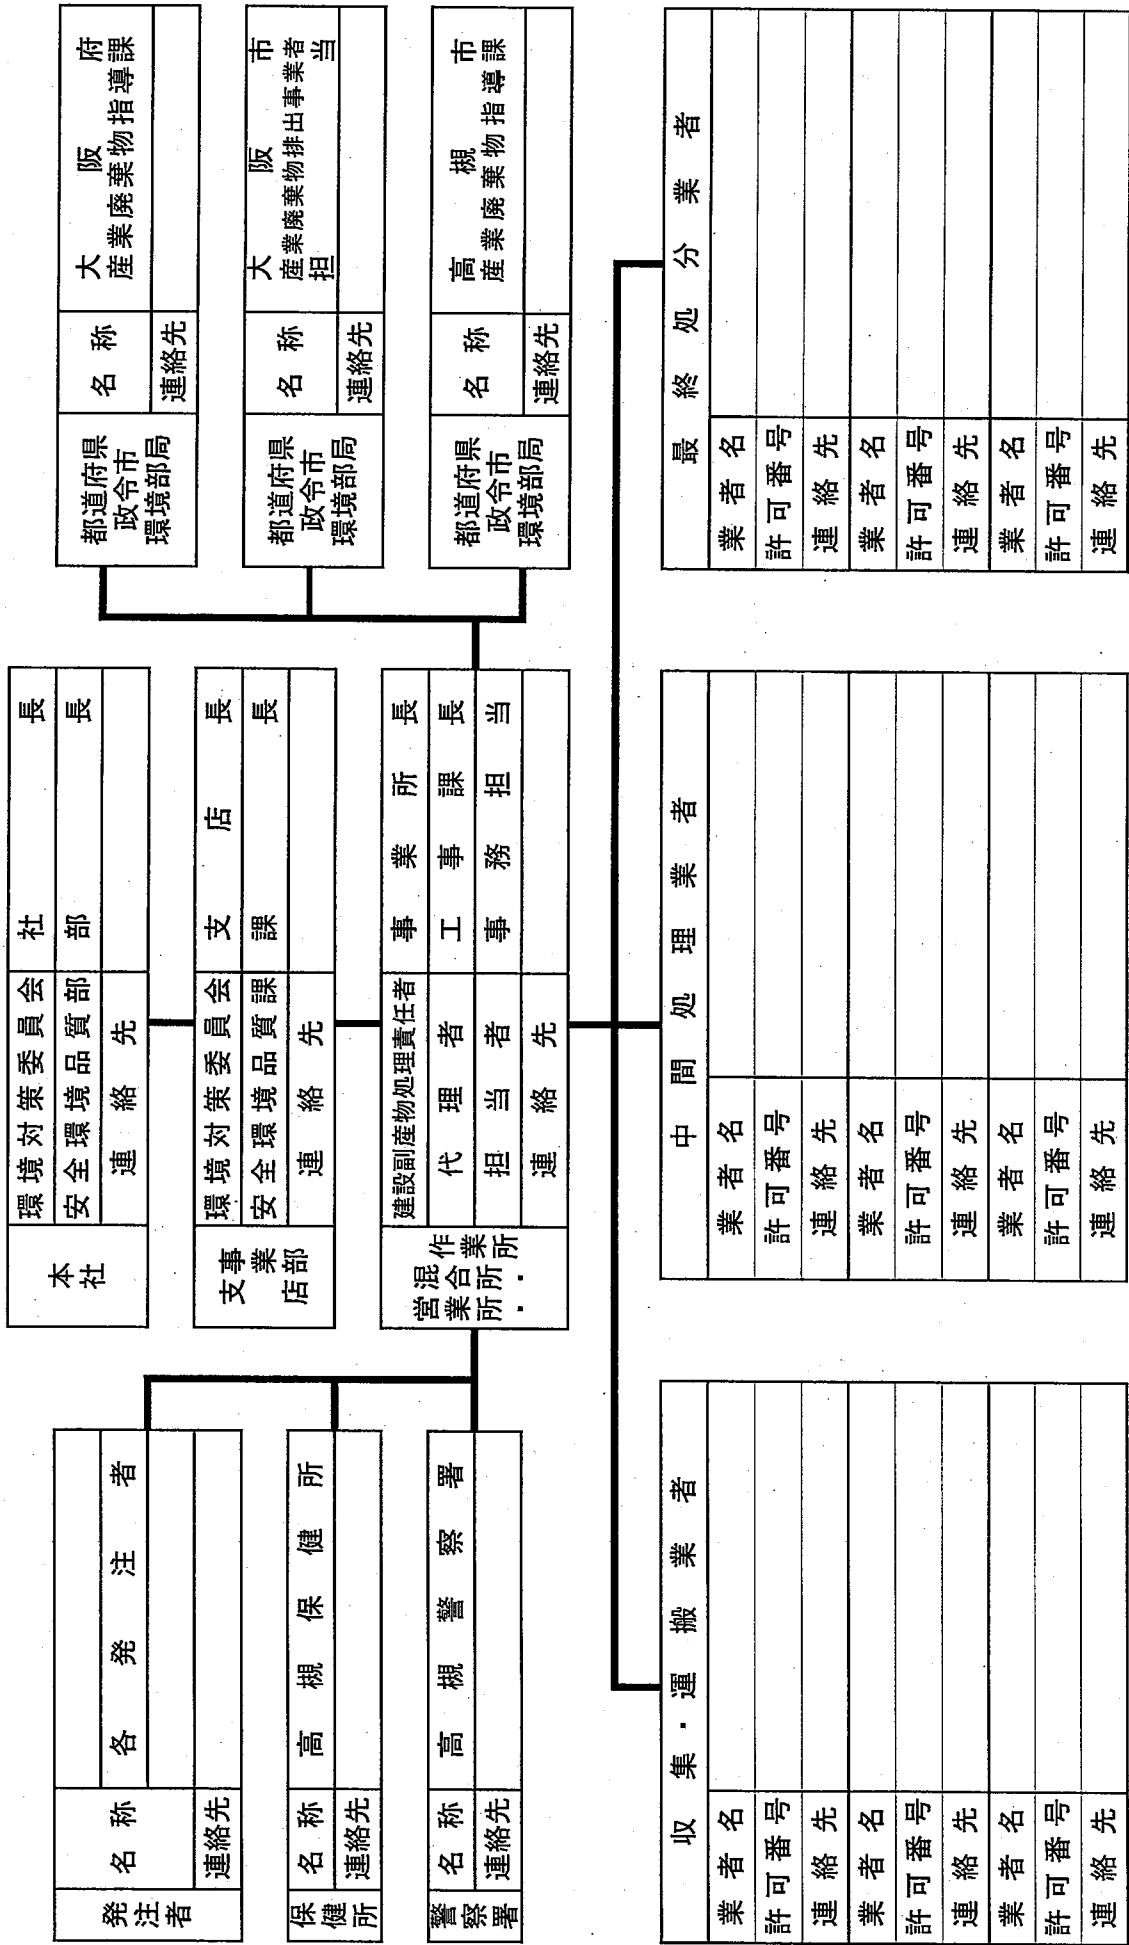 発注者
名称
各発注者
連絡先
保健所
名称
高槻保健所
連絡先
警察署
名称
高槻警察署
連絡先
本社
環境対策委員会
社長
安全環境品質部
部長
連絡先
支店
事業部
環境対策委員会
支店長
安全環境品質課
課長
連絡先
営業所・
混合所・
作業所
建設副産物処理責任者
事業所長
代理者
工事課長
担当者
事務担当
連絡先
都道府県
政令市
環境部局
名称
大阪府
産業廃棄物指導課
連絡先
都道府県
政令市
環境部局
名称
大阪市
産業廃棄物排出事業者
担当
連絡先
都道府県
政令市
環境部局
名称
高槻市
産業廃棄物指導課
連絡先
収集・運搬業者
業者名
許可番号
連絡先
業者名
許可番号
連絡先
業者名
許可番号
連絡先
中間処理業者
業者名
許可番号
連絡先
業者名
許可番号
連絡先
業者名
許可番号
連絡先
最終処分業者
業者名
許可番号
連絡先
業者名
許可番号
連絡先
業者名
許可番号
連絡先